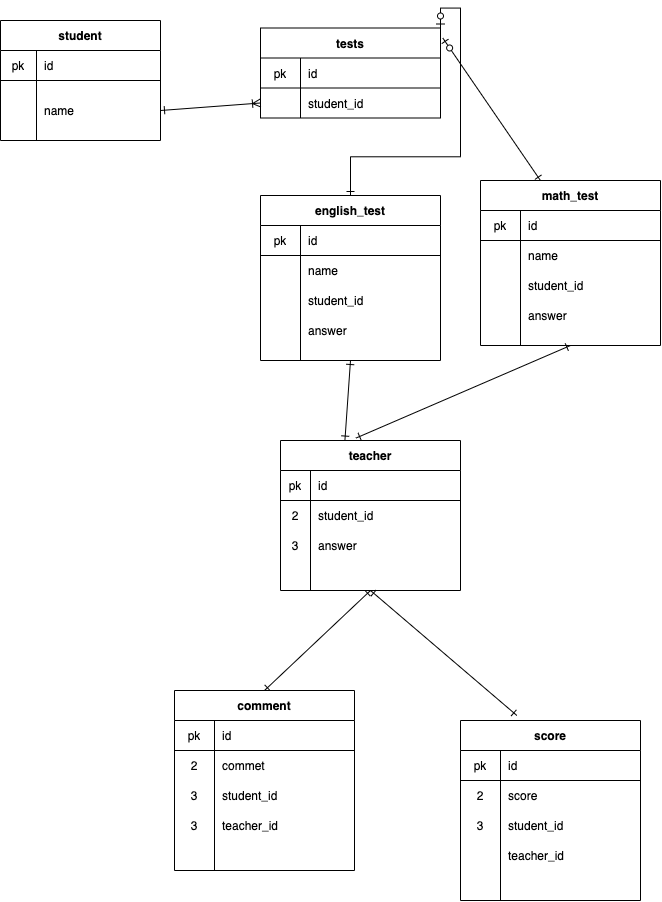 student
pk id
name
tests
pk id
student_id
english_test
pk id
name
student_id
answer
math_test
pk id
name
student_id
answer
teacher
pk id
2 student_id
3 answer
comment
pk id
2 commet
3 student_id
3 teacher_id
score
pk id
2 score
3 student_id
teacher_id